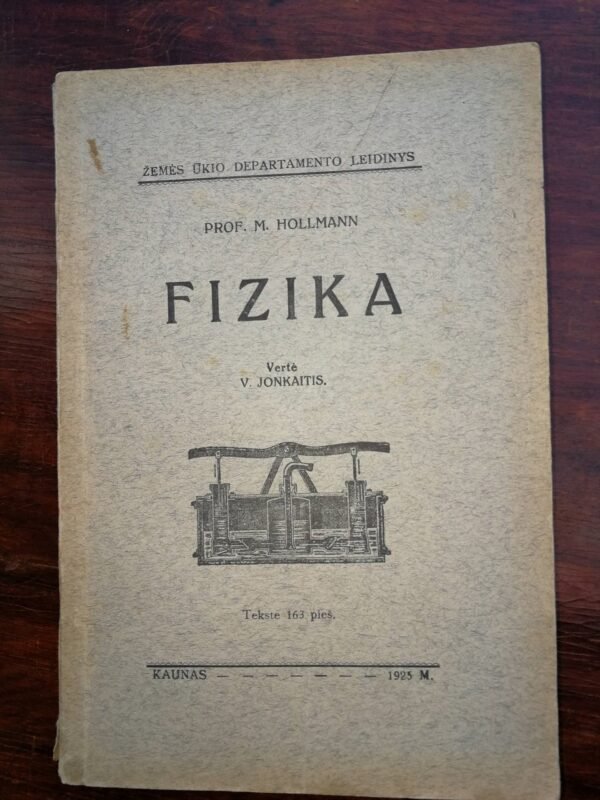 ŽEMĖS ŪKIO DEPARTAMENTO LEIDINYS
PROF. M. HOLLMANN
FIZIKA
Vertė
V. JONKAITIS.
Tekste 163 pieš.
KAUNAS — — — — — — — 1925 M.